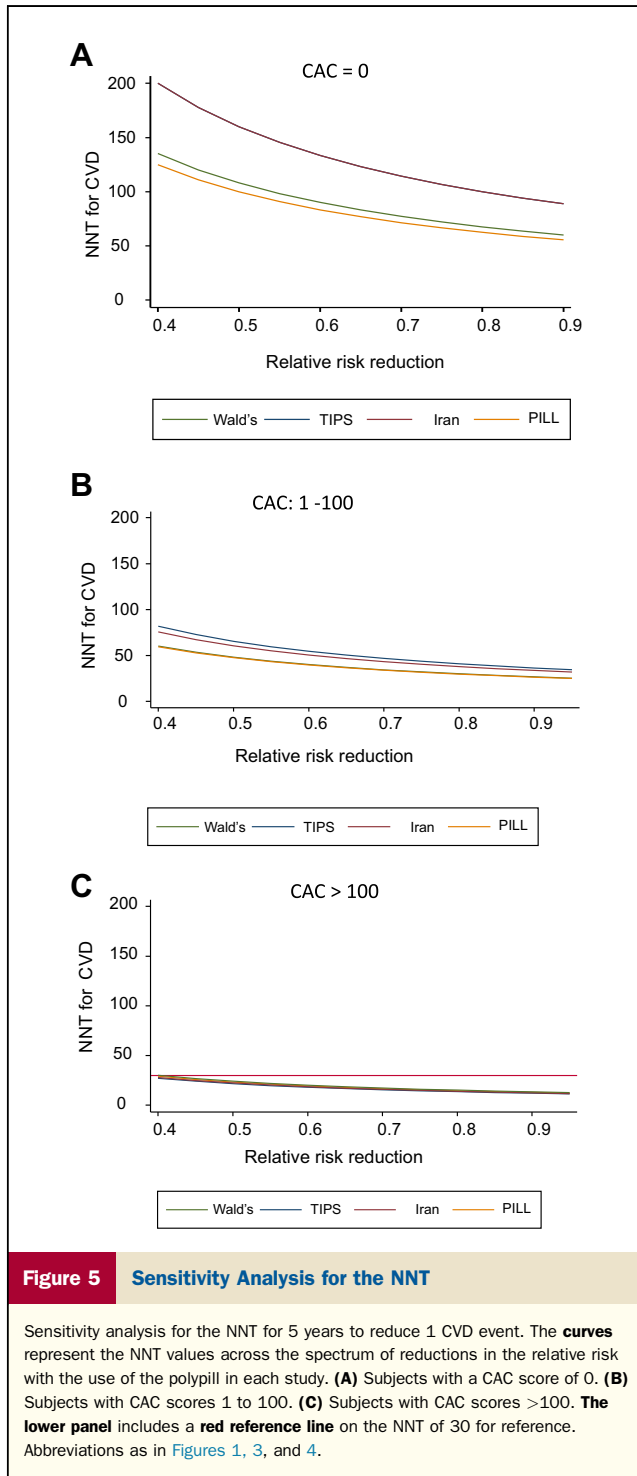 A
CAC = 0
NNT for CVD
200
150
100
50
0
0.4 0.5 0.6 0.7 0.8 0.9
Relative risk reduction
Wald's TIPS Iran PILL
B
CAC: 1 -100
NNT for CVD
200
150
100
50
0
0.4 0.5 0.6 0.7 0.8 0.9
Relative risk reduction
Wald's TIPS Iran PILL
C
CAC > 100
NNT for CVD
200
150
100
50
0
0.4 0.5 0.6 0.7 0.8 0.9
Relative risk reduction
Wald's TIPS Iran PILL
Figure 5 Sensitivity Analysis for the NNT
Sensitivity analysis for the NNT for 5 years to reduce 1 CVD event. The curves
represent the NNT values across the spectrum of reductions in the relative risk
with the use of the polypill in each study. (A) Subjects with a CAC score of 0. (B)
Subjects with CAC scores 1 to 100. (C) Subjects with CAC scores >100. The
lower panel includes a red reference line on the NNT of 30 for reference.
Abbreviations as in Figures 1, 3, and 4.